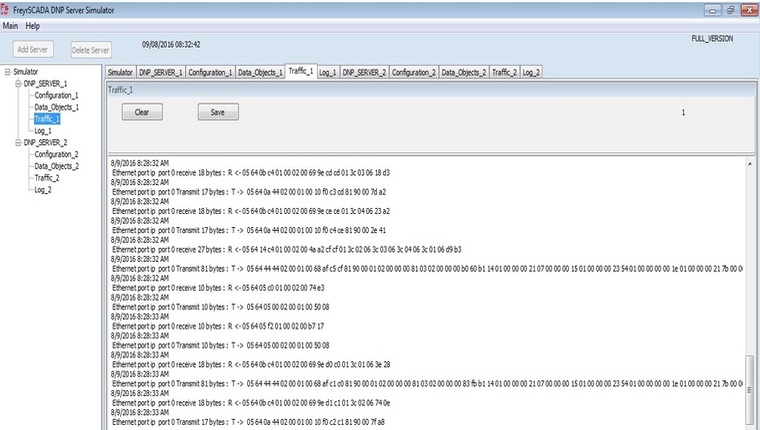 FreyrSCADA DNP Server Simulator
Main Help
Add Server Delete Server 09/08/2016 08:32:42 FULL_VERSION
Simulator
DNP_SERVER_1
Configuration_1
Data_Objects_1
Traffic_1
Log_1
DNP_SERVER_2
Configuration_2
Data_Objects_2
Traffic_2
Log_2
Simulator DNP_SERVER_1 Configuration_1 Data_Objects_1 Traffic_1 Log_1 DNP_SERVER_2 Configuration_2 Data_Objects_2 Traffic_2 Log_2
Traffic_1
Clear Save 1
8/9/2016 8:28:32 AM
Ethernet port ip port 0 receive 18 bytes : R <- 05 64 0b c4 01 00 02 00 69 9e cd cd 01 3c 03 06 18 d3
8/9/2016 8:28:32 AM
Ethernet port ip port 0 Transmit 17 bytes : T -> 05 64 0a 44 02 00 01 00 10 f0 c3 cd 81 90 00 7d a2
8/9/2016 8:28:32 AM
Ethernet port ip port 0 receive 18 bytes : R <- 05 64 0b c4 01 00 02 00 69 9e ce ce 01 3c 04 06 23 a2
8/9/2016 8:28:32 AM
Ethernet port ip port 0 Transmit 17 bytes : T -> 05 64 0a 44 02 00 01 00 10 f0 c4 ce 81 90 00 2e 41
8/9/2016 8:28:32 AM
Ethernet port ip port 0 receive 27 bytes : R <- 05 64 14 c4 01 00 02 00 4a a2 cf cf 01 3c 02 06 3c 03 06 3c 04 06 3c 01 06 d9 b3
8/9/2016 8:28:32 AM
Ethernet port ip port 0 Transmit 81 bytes : T -> 05 64 44 44 02 00 01 00 68 af c5 cf 81 90 00 01 02 00 00 00 00 81 03 02 00 00 00 00 b0 60 b1 14 01 00 00 00 21 07 00 00 00 15 01 00 00 00 23 54 01 00 00 00 00 1e 01 00 00 00 21 7b 00
8/9/2016 8:28:32 AM
Ethernet port ip port 0 receive 10 bytes : R <- 05 64 05 c0 01 00 02 00 74 e3
8/9/2016 8:28:32 AM
Ethernet port ip port 0 Transmit 10 bytes : T -> 05 64 05 00 02 00 01 00 50 08
8/9/2016 8:28:33 AM
Ethernet port ip port 0 receive 10 bytes : R <- 05 64 05 f2 01 00 02 00 b7 17
8/9/2016 8:28:33 AM
Ethernet port ip port 0 Transmit 10 bytes : T -> 05 64 05 00 02 00 01 00 50 08
8/9/2016 8:28:33 AM
Ethernet port ip port 0 receive 18 bytes : R <- 05 64 0b c4 01 00 02 00 69 9e d0 c0 01 3c 01 06 3e 28
8/9/2016 8:28:33 AM
Ethernet port ip port 0 Transmit 81 bytes : T -> 05 64 44 44 02 00 01 00 68 af c1 c0 81 90 00 01 02 00 00 00 00 81 03 02 00 00 00 00 83 fb b1 14 01 00 00 00 21 07 00 00 00 15 01 00 00 00 23 54 01 00 00 00 00 1e 01 00 00 00 21 7b 00
8/9/2016 8:28:33 AM
Ethernet port ip port 0 receive 18 bytes : R <- 05 64 0b c4 01 00 02 00 69 9e d1 c1 01 3c 02 06 74 0e
8/9/2016 8:28:33 AM
Ethernet port ip port 0 Transmit 17 bytes : T -> 05 64 0a 44 02 00 01 00 10 f0 c2 c1 81 90 00 7f a8